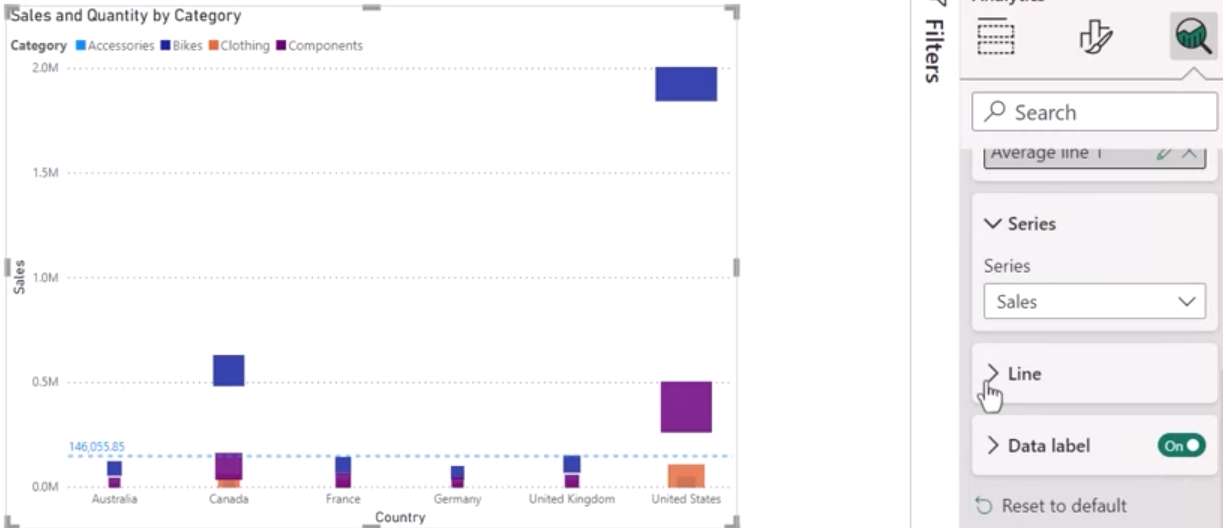 Sales and Quantity by Category
Category Accessories Bikes Clothing Components
2.0M
1.5M
1.0M
0.5M
0.0M
Sales
146,055.85
Australia Canada France Germany United Kingdom United States
Country
Filters
Analytics
Search
Average line 1
Series
Series
Sales
Line
Data label On
Reset to default